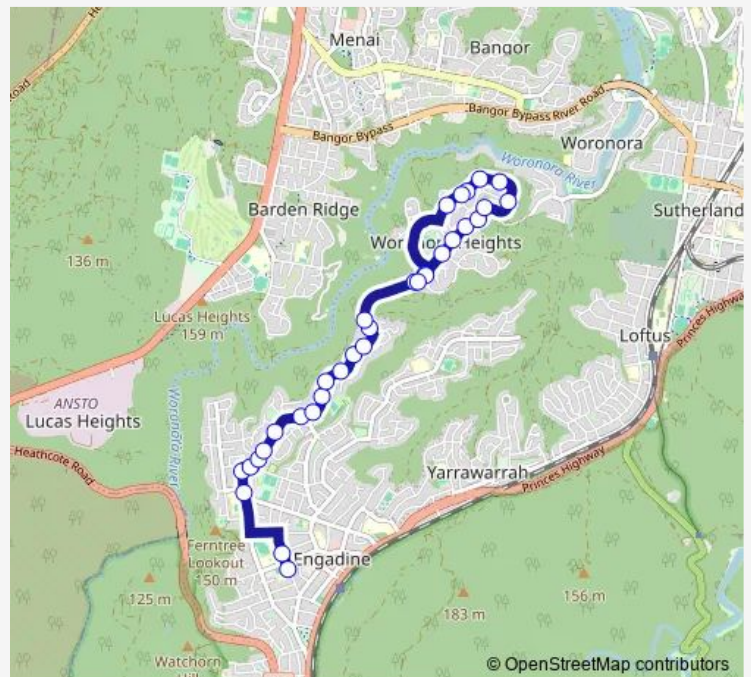 Menai
Bangor
Road
Bangor Bypass River Road
Bangor Bypass
Woronora
Woronora River
Barden Ridge
Sutherland
136 m
Lucas Heights
159 m
Princes Highway
Loftus
ANSTO
Lucas Heights
Woronora River
Heathcote Road
Yarrawarrah
Princes Highway
Ferntree
Lookout
150 m
Engadine
125 m
183 m
156 m
Watchorn
© OpenStreetMap contributors